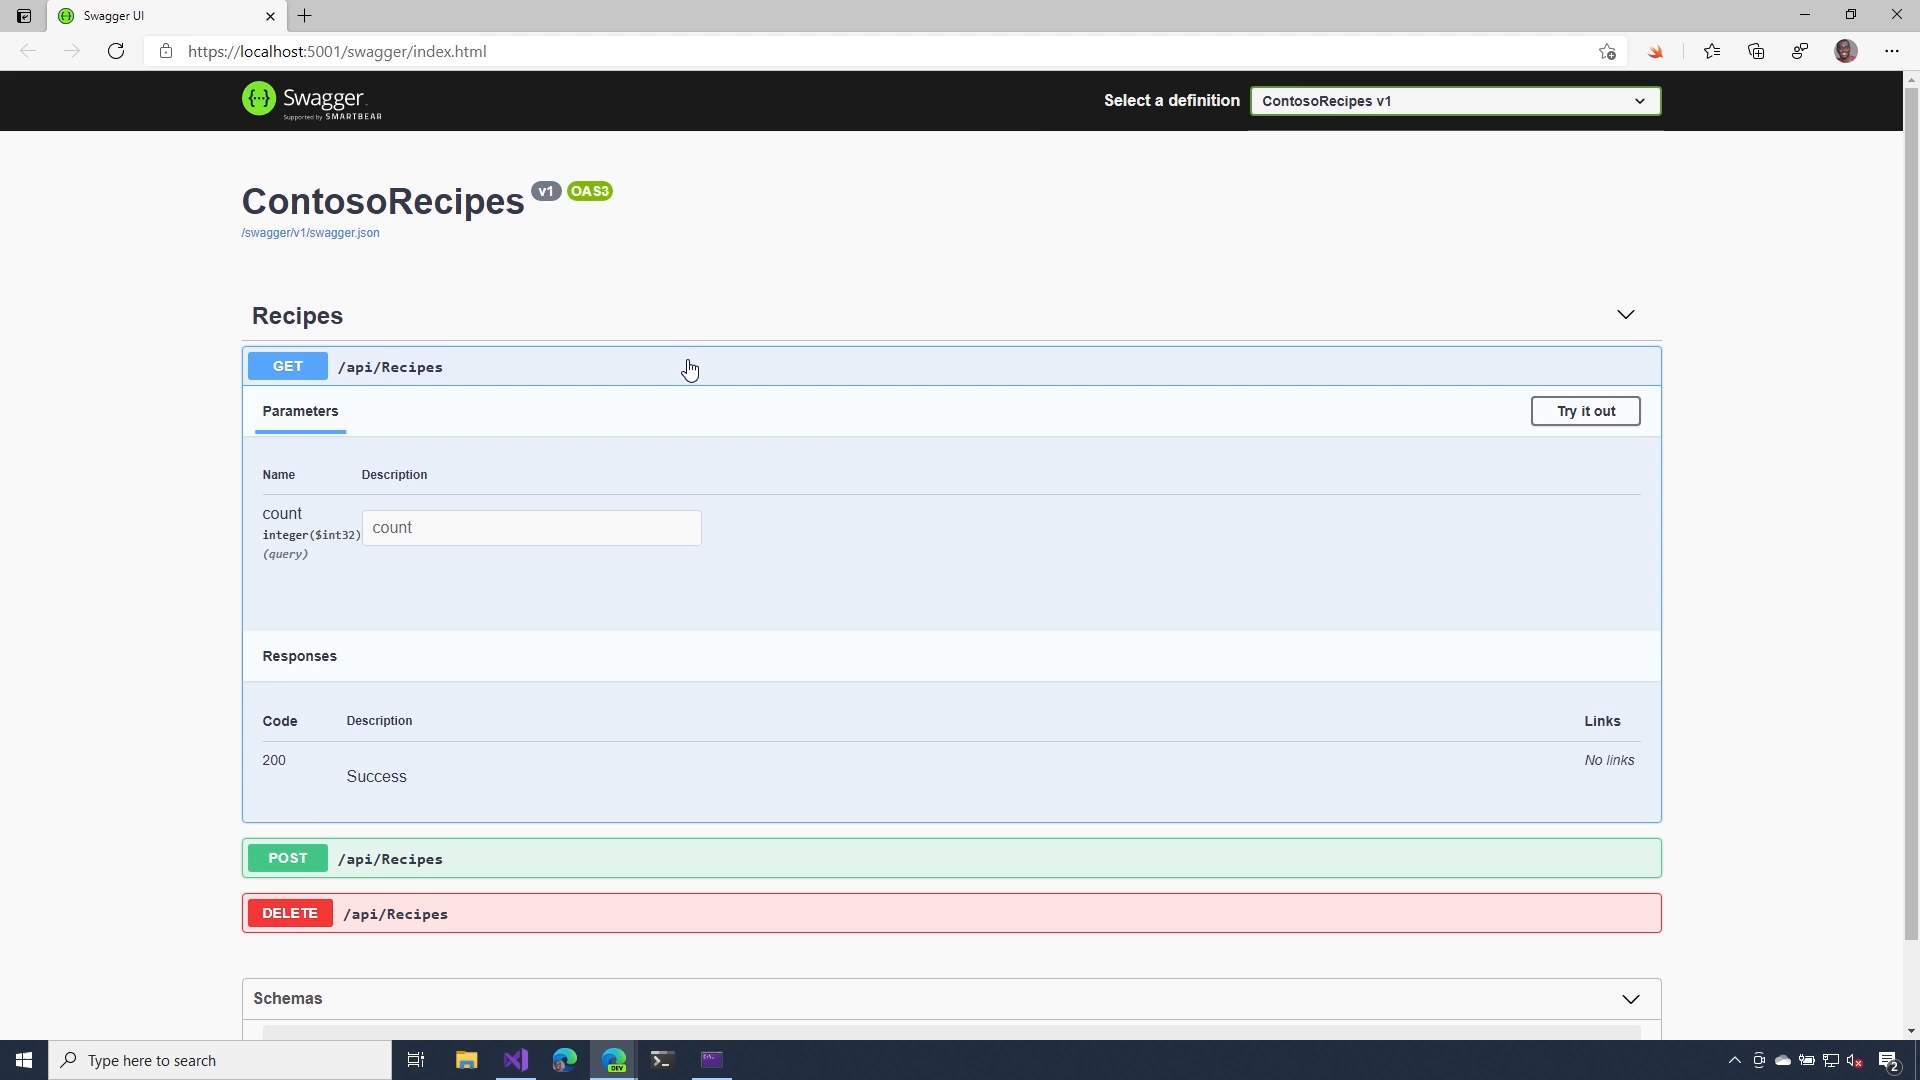 Swagger UI
https://localhost:5001/swagger/index.html
Swagger
Supported by SMARTBEAR
Select a definition
ContosoRecipes v1
ContosoRecipes v1 OAS3
/swagger/v1/swagger.json
Recipes
GET /api/Recipes
Parameters
Try it out
Name Description
count
integer($int32)
(query)
count
Responses
Code Description Links
200 No links
Success
POST /api/Recipes
DELETE /api/Recipes
Schemas
Type here to search
DEV
2